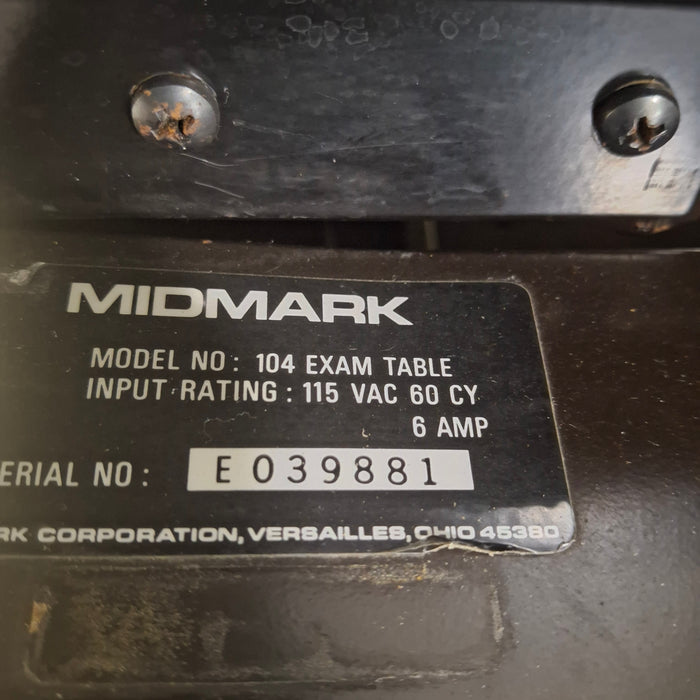 MIDMARK
MODEL NO: 104 EXAM TABLE
INPUT RATING: 115 VAC 60 CY
6 AMP
ERIAL NO: E039881
RK CORPORATION, VERSAILLES, OHIO 45380